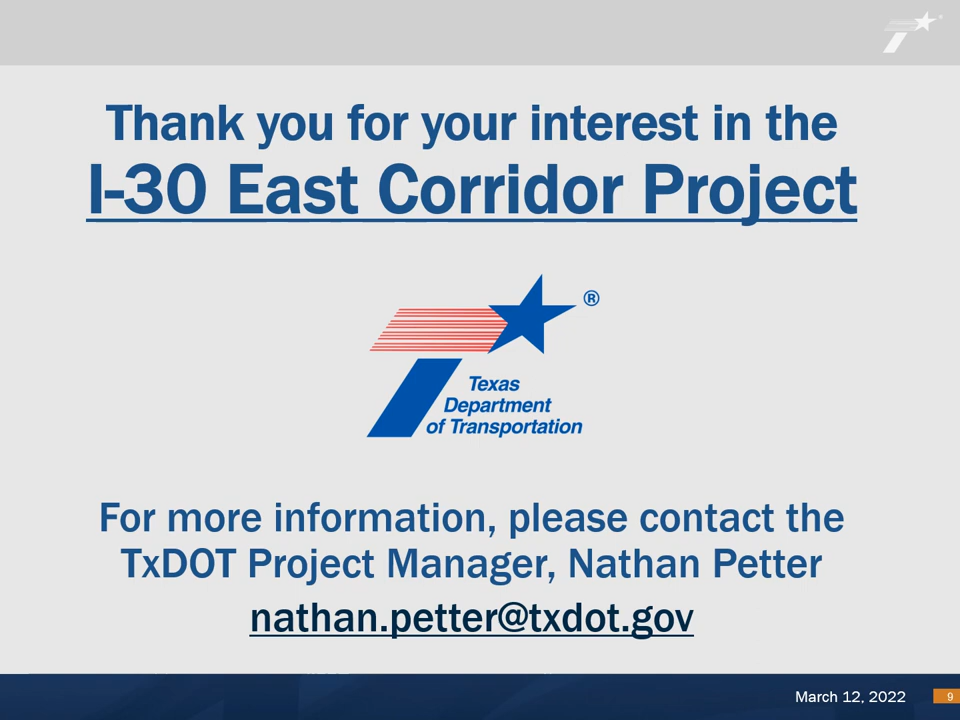 Thank you for your interest in the
I-30 East Corridor Project
®
Texas
Department
of Transportation
For more information, please contact the
TxDOT Project Manager, Nathan Petter
nathan.petter@txdot.gov
March 12, 2022
9